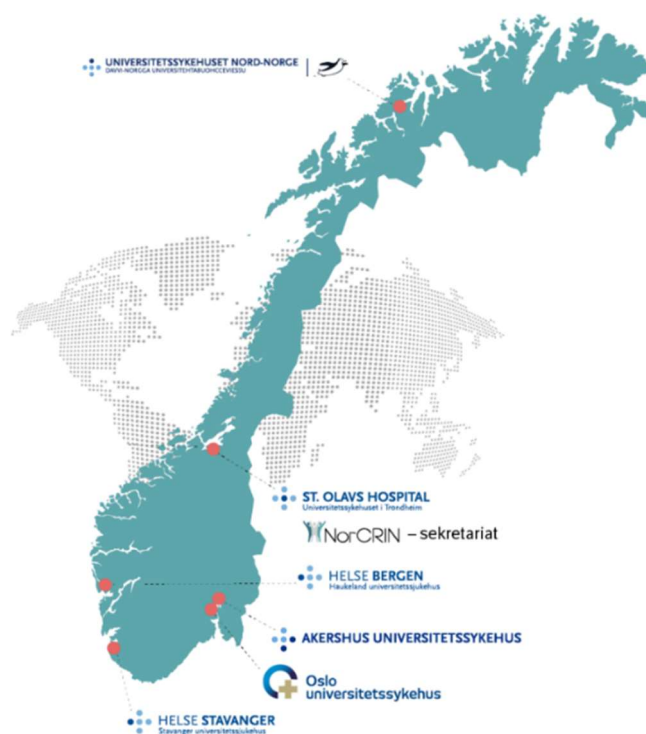 UNIVERSITETSSYKEHUSET NORD-NORGE
DAVVI-NORGGA UNIVERSITEHTABUOHCCEVIESSU
ST. OLAVS HOSPITAL
Universitetssykehuset i Trondheim
NorCRIN – sekretariat
HELSE BERGEN
Haukeland universitetssjukehus
AKERSHUS UNIVERSITETSSYKEHUS
Oslo
universitetssykehus
HELSE STAVANGER
Stavanger universitetssjukehus